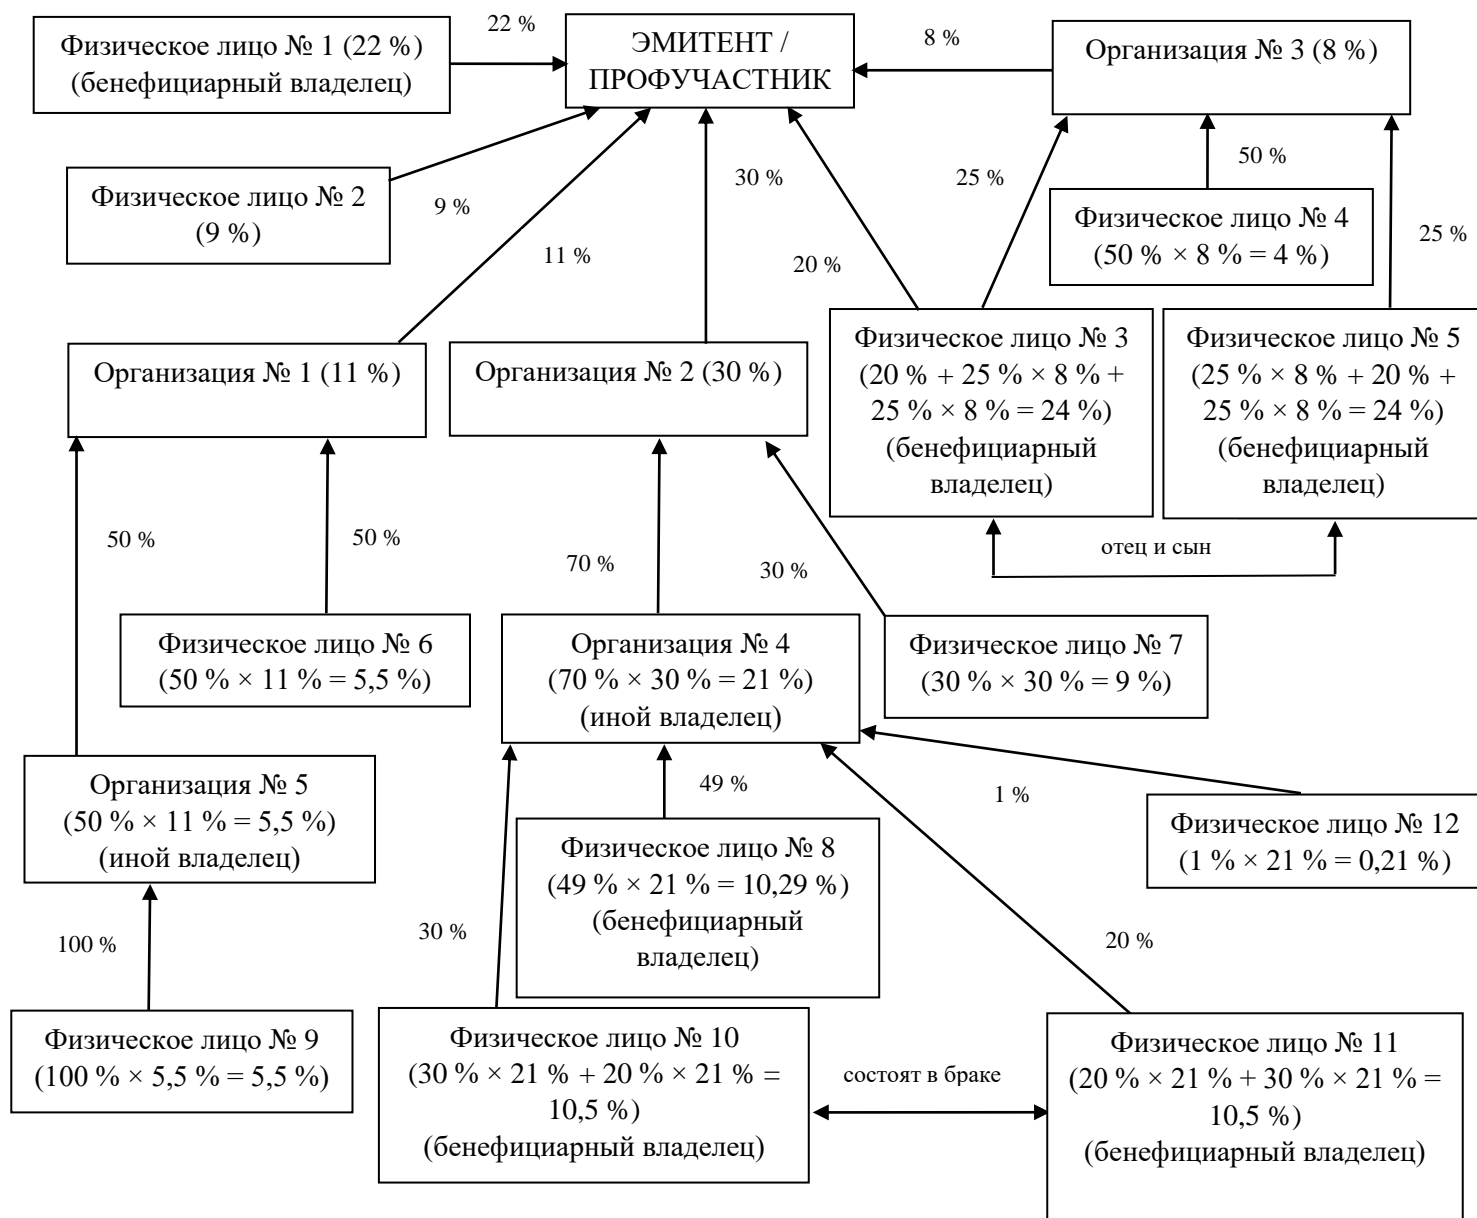 Физическое лицо № 1 (22 %)
(бенефициарный владелец)
22 %
ЭМИТЕНТ /
ПРОФУЧАСТНИК
8 %
Организация № 3 (8 %)
Физическое лицо № 2
(9 %)
9 %
11 %
30 %
20 %
25 %
50 %
Физическое лицо № 4
(50 % × 8 % = 4 %)
25 %
Организация № 1 (11 %)
Организация № 2 (30 %)
Физическое лицо № 3
(20 % + 25 % × 8 % +
25 % × 8 % = 24 %)
(бенефициарный
владелец)
Физическое лицо № 5
(25 % × 8 % + 20 % +
25 % × 8 % = 24 %)
(бенефициарный
владелец)
50 %
50 %
70 %
30 %
отец и сын
Физическое лицо № 6
(50 % × 11 % = 5,5 %)
Организация № 4
(70 % × 30 % = 21 %)
(иной владелец)
Физическое лицо № 7
(30 % × 30 % = 9 %)
Организация № 5
(50 % × 11 % = 5,5 %)
(иной владелец)
49 %
1 %
Физическое лицо № 12
(1 % × 21 % = 0,21 %)
Физическое лицо № 8
(49 % × 21 % = 10,29 %)
(бенефициарный
владелец)
100 %
30 %
20 %
Физическое лицо № 9
(100 % × 5,5 % = 5,5 %)
Физическое лицо № 10
(30 % × 21 % + 20 % × 21 % =
10,5 %)
(бенефициарный владелец)
состоят в браке
Физическое лицо № 11
(20 % × 21 % + 30 % × 21 % =
10,5 %)
(бенефициарный владелец)